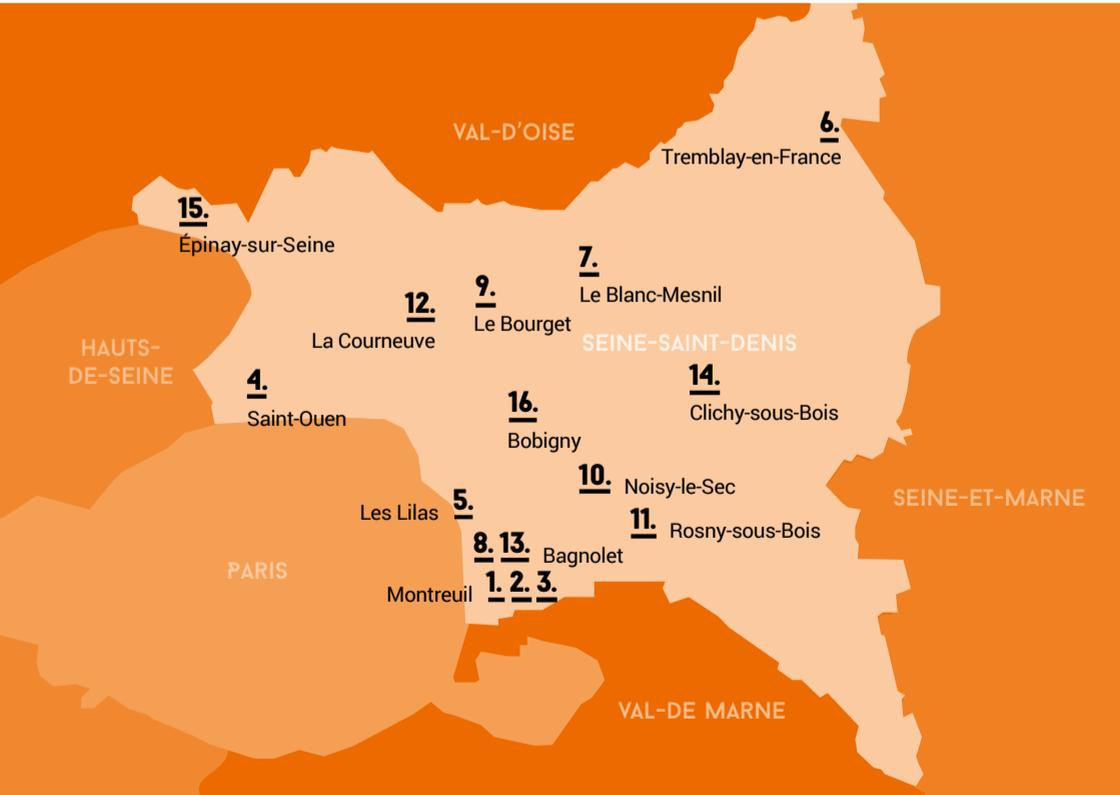 VAL-D'OISE
6.
Tremblay-en-France
15.
Épinay-sur-Seine
7.
Le Blanc-Mesnil
9.
Le Bourget
12.
La Courneuve
SEINE-SAINT-DENIS
HAUTS-
DE-SEINE
4.
Saint-Ouen
14.
Clichy-sous-Bois
16.
Bobigny
10. Noisy-le-Sec
SEINE-ET-MARNE
Les Lilas 5.
11. Rosny-sous-Bois
8. 13. Bagnolet
PARIS
Montreuil 1. 2. 3.
VAL-DE MARNE